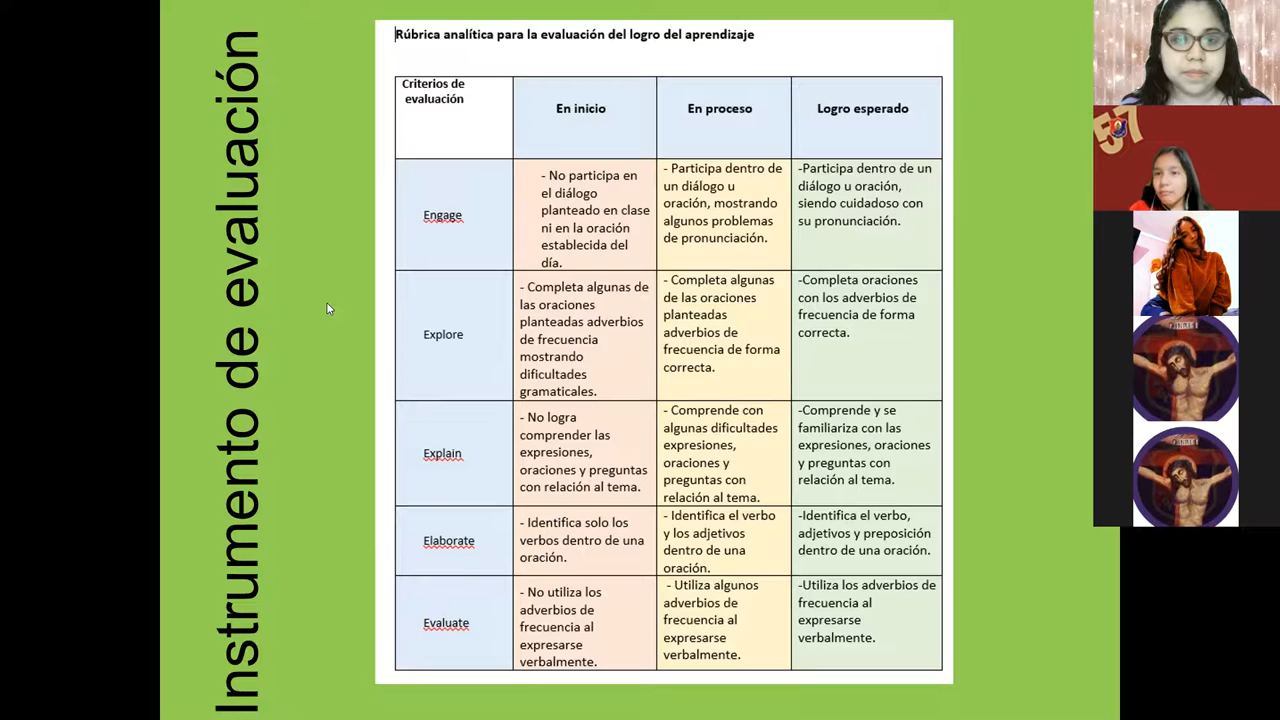 Instrumento de evaluación
Rúbrica analítica para la evaluación del logro del aprendizaje
Criterios de
evaluación
En inicio
En proceso
Logro esperado
Engage
- No participa en
el diálogo
planteado en clase
ni en la oración
establecida del
día.
- Participa dentro de
un diálogo u
oración, mostrando
algunos problemas
de pronunciación.
-Participa dentro de un
diálogo u oración,
siendo cuidadoso con
su pronunciación.
Explore
- Completa algunas de
las oraciones
planteadas adverbios
de frecuencia
mostrando
dificultades
gramaticales.
- Completa algunas
de las oraciones
planteadas
adverbios de
frecuencia de forma
correcta.
-Completa oraciones
con los adverbios de
frecuencia de forma
correcta.
Explain
- No logra
comprender las
expresiones,
oraciones y preguntas
con relación al tema.
- Comprende con
algunas dificultades
expresiones,
oraciones y
preguntas con
relación al tema.
-Comprende y se
familiariza con las
expresiones, oraciones
y preguntas con
relación al tema.
Elaborate
- Identifica solo los
verbos dentro de una
oración.
- Identifica el verbo
y los adjetivos
dentro de una
oración.
-Identifica el verbo,
adjetivos y preposición
dentro de una oración.
Evaluate
- No utiliza los
adverbios de
frecuencia al
expresarse
verbalmente.
- Utiliza algunos
adverbios de
frecuencia al
expresarse
verbalmente.
-Utiliza los adverbios de
frecuencia al
expresarse
verbalmente.
57